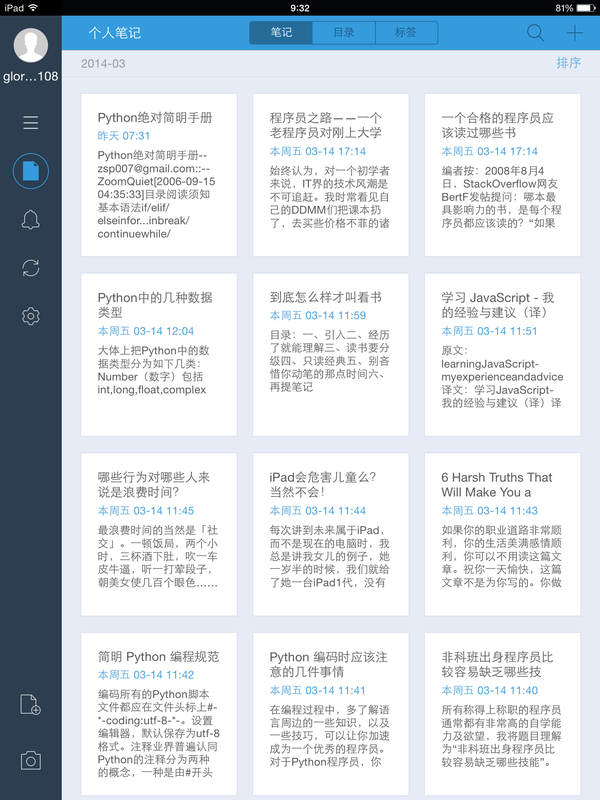 iPad
9:32
81%
glor...108
个人笔记
笔记
目录
标签
2014-03
排序
Python绝对简明手册
昨天 07:31
Python绝对简明手册--
zsp007@gmail.com::--
ZoomQuiet[2006-09-15
04:35:33]目录阅读须知
基本语法if/elif/
elseinfor...inbreak/
continuewhile/
程序员之路——一个
老程序员对刚上大学
本周五 03-14 17:14
始终认为，对一个初学者
来说，IT界的技术风潮是
不可追赶。我时常看见自
己的DDMM们把课本扔
了，去买些价格不菲的诸
一个合格的程序员应
该读过哪些书
本周五 03-14 17:14
编者按：2008年8月4
日，StackOverflow网友
BertF发帖提问：哪本最
具影响力的书，是每个程
序员都应该读的？“如果
Python中的几种数据
类型
本周五 03-14 12:04
大体上把Python中的数
据类型分为如下几类：
Number（数字）包括
int,long,float,complex
到底怎么样才叫看书
本周五 03-14 11:59
目录：一、引入二、经历
了就能理解三、读书要分
级四、只读经典五、别吝
惜你动笔的那点时间六、
再提笔记
学习 JavaScript - 我
的经验与建议（译）
本周五 03-14 11:51
原文：
learningJavaScript-
myexperienceandadvice
译文：学习JavaScript-
我的经验与建议（译）译
哪些行为对哪些人来
说是浪费时间？
本周五 03-14 11:45
最浪费时间的当然是「社
交」。一顿饭局，两个小
时，三杯酒下肚，吹一车
皮牛逼，听一打荤段子，
朝美女使几百个眼色......
iPad会危害儿童么？
当然不会！
本周五 03-14 11:44
每次讲到未来属于iPad，
而不是现在的电脑时，我
总是讲我女儿的例子，她
一岁半的时候，我们就给
了她一台iPad1代，没有
6 Harsh Truths That
Will Make You a
本周五 03-14 11:43
如果你的职业道路非常顺
利，你的生活美满感情顺
利，你可以不用读这篇文
章。祝你一天愉快，这篇
文章不是为你写的。你做
简明 Python 编程规范
本周五 03-14 11:42
编码所有的Python脚本
文件都应在文件头标上#-
*-coding:utf-8-*-。设置
编辑器，默认保存为utf-8
格式。注释业界普遍认同
Python的注释分为两种
的概念，一种是由#开头
Python 编码时应该注
意的几件事情
本周五 03-14 11:41
在编程过程中，多了解语
言周边的一些知识，以及
一些技巧，可以让你加速
成为一个优秀的程序员。
对于Python程序员，你
非科班出身程序员比
较容易缺乏哪些技
本周五 03-14 11:40
所有称得上称职的程序员
通常都有非常高的自学能
力及欲望，我将题目理解
为“非科班出身程序员比
较容易缺乏哪些技能”。